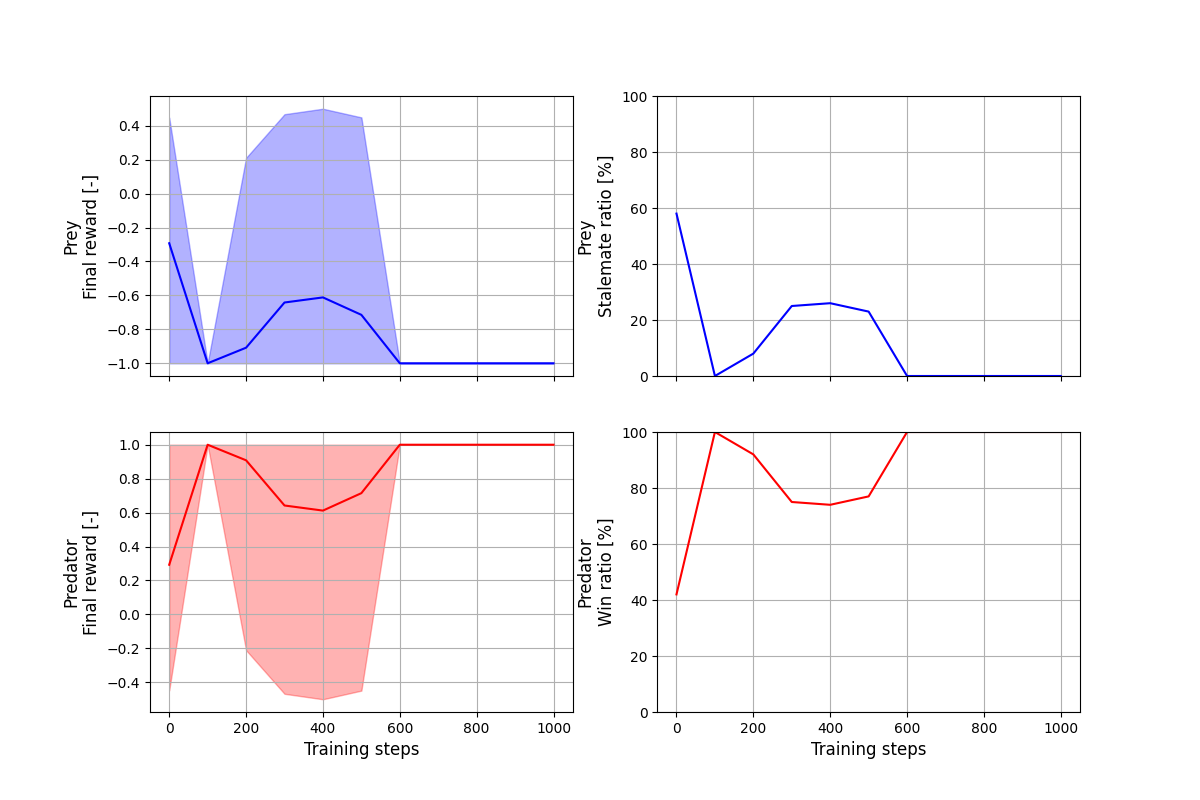 Prey
Final reward [-]
0.4
0.2
0.0
−0.2
−0.4
−0.6
−0.8
−1.0
Prey
Stalemate ratio [%]
100
80
60
40
20
0
Predator
Final reward [-]
1.0
0.8
0.6
0.4
0.2
0.0
−0.2
−0.4
0 200 400 600 800 1000
Training steps
Predator
Win ratio [%]
100
80
60
40
20
0
0 200 400 600 800 1000
Training steps